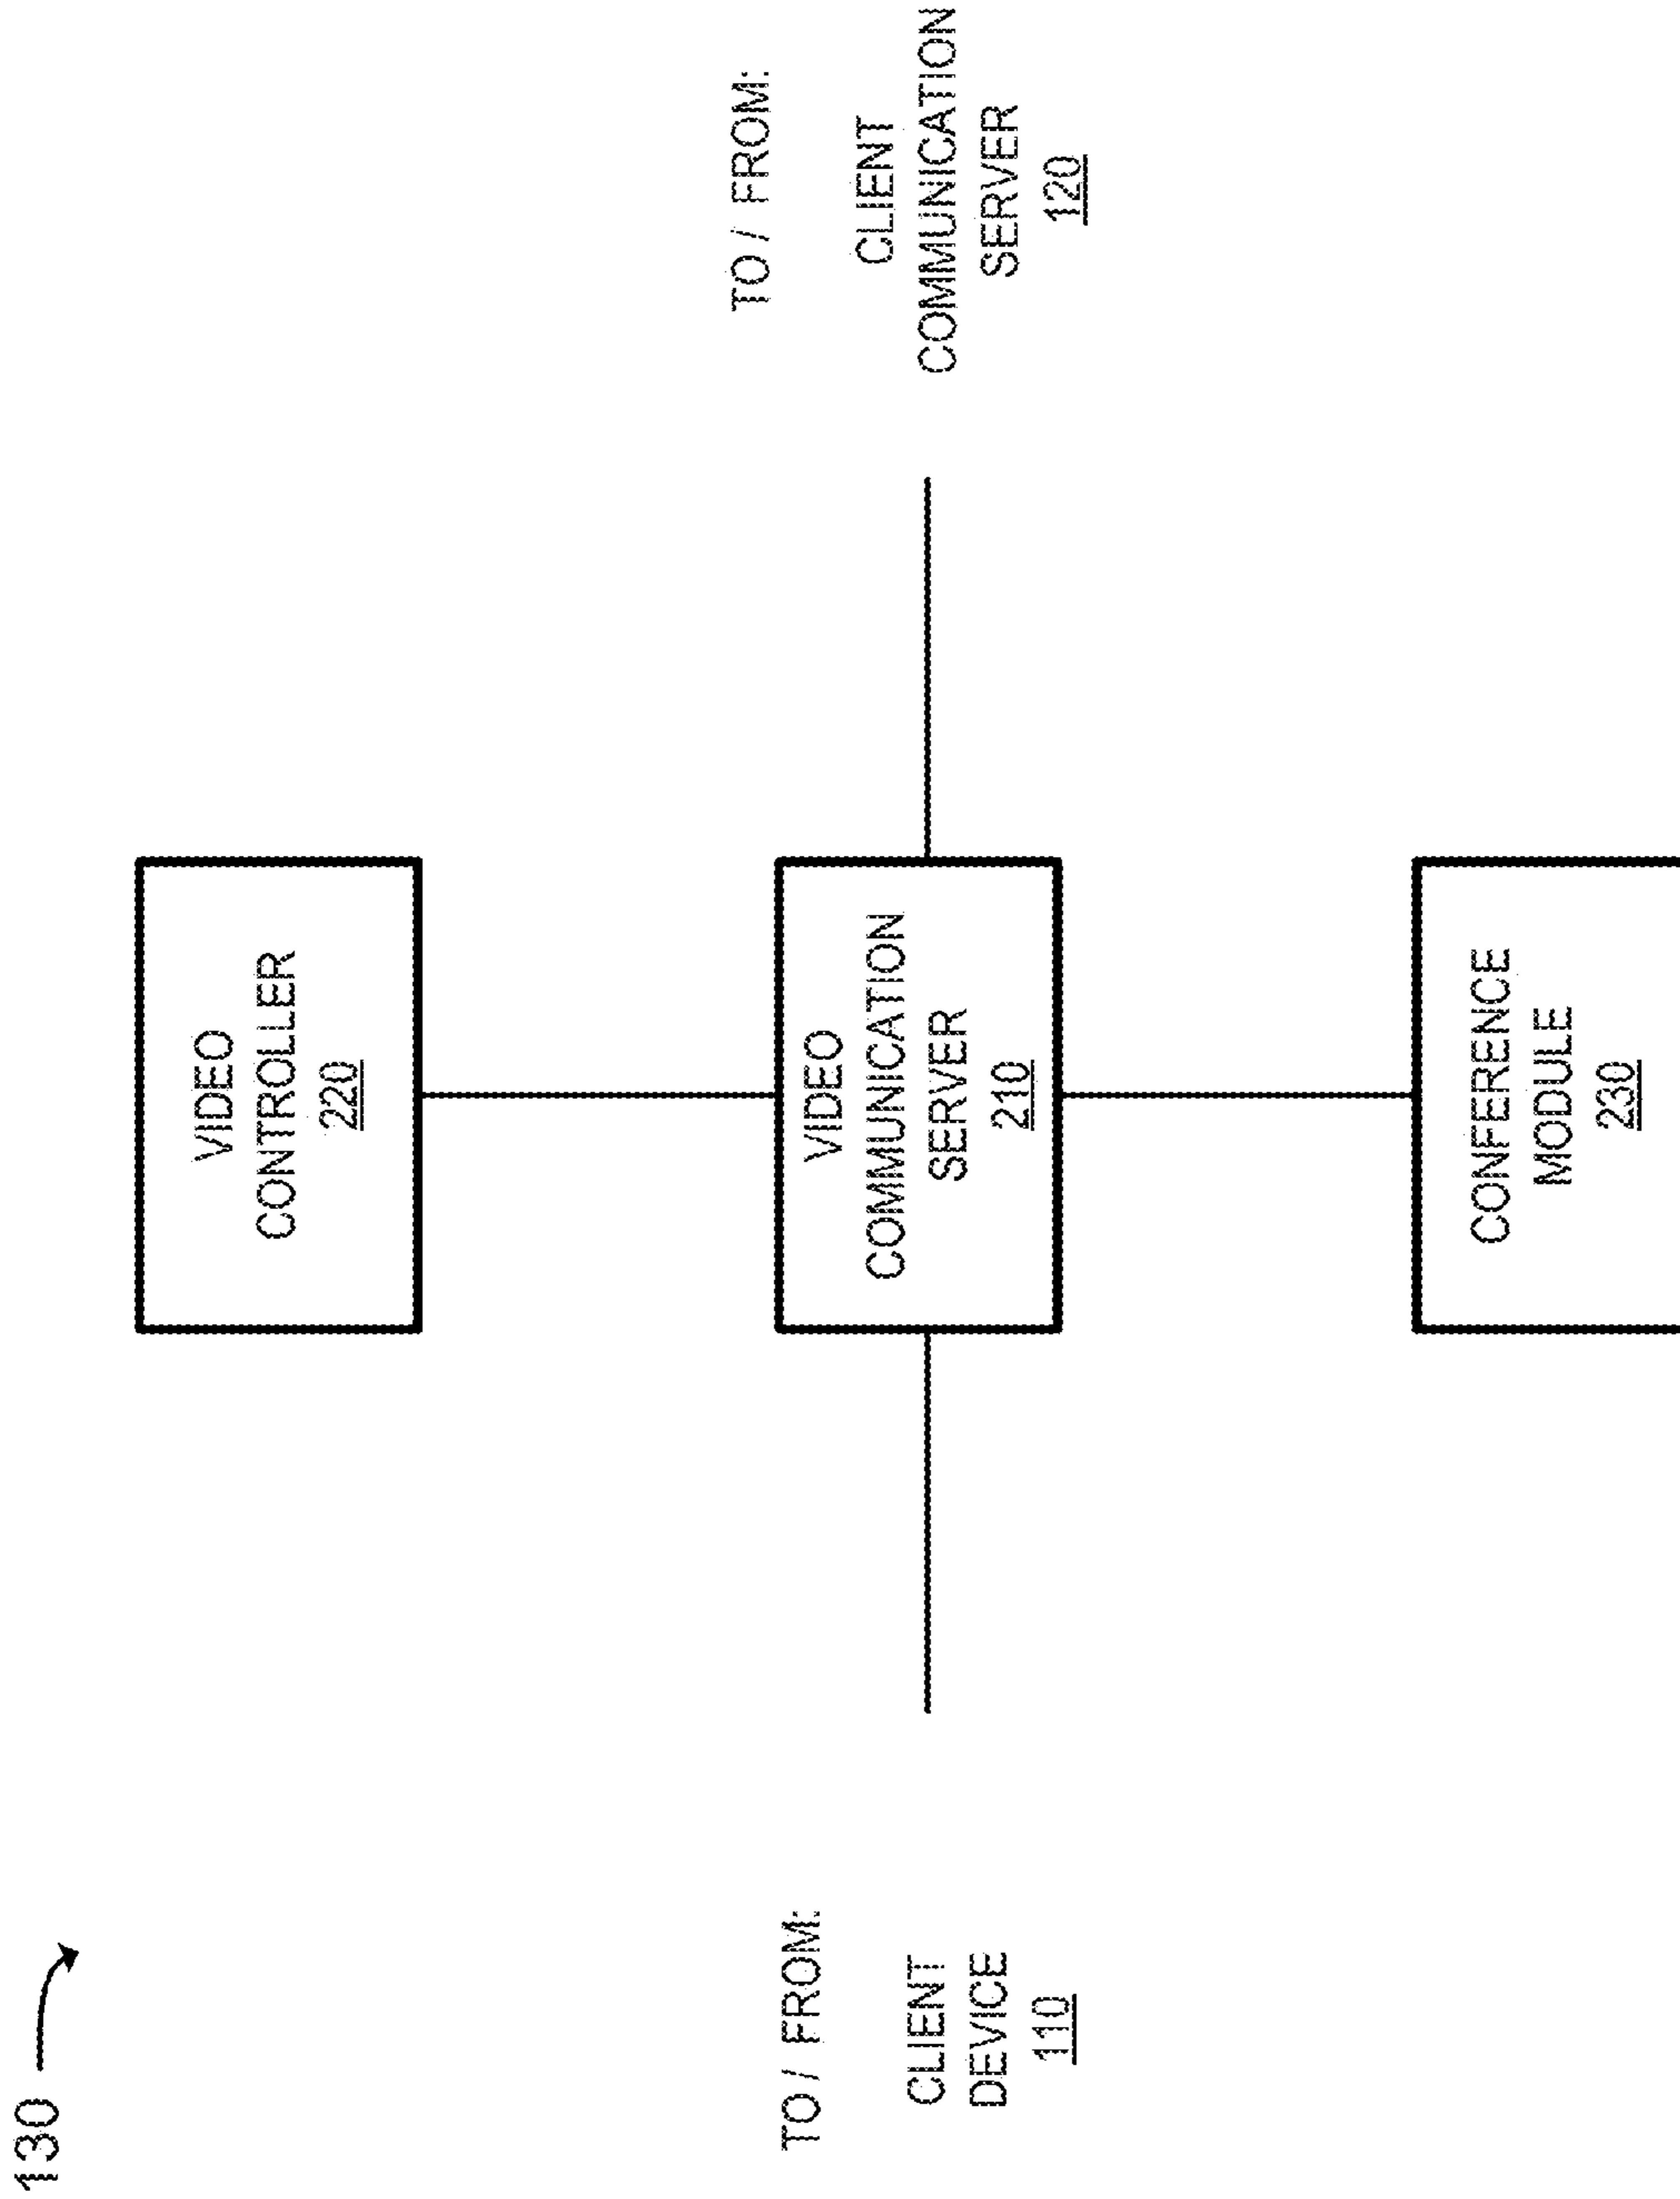 130
VIDEO
CONTROLLER
220
TO / FROM:
CLIENT
DEVICE
110
VIDEO
COMMUNICATION
SERVER
210
TO / FROM:
CLIENT
COMMUNICATION
SERVER
120
CONFERENCE
MODULE
230